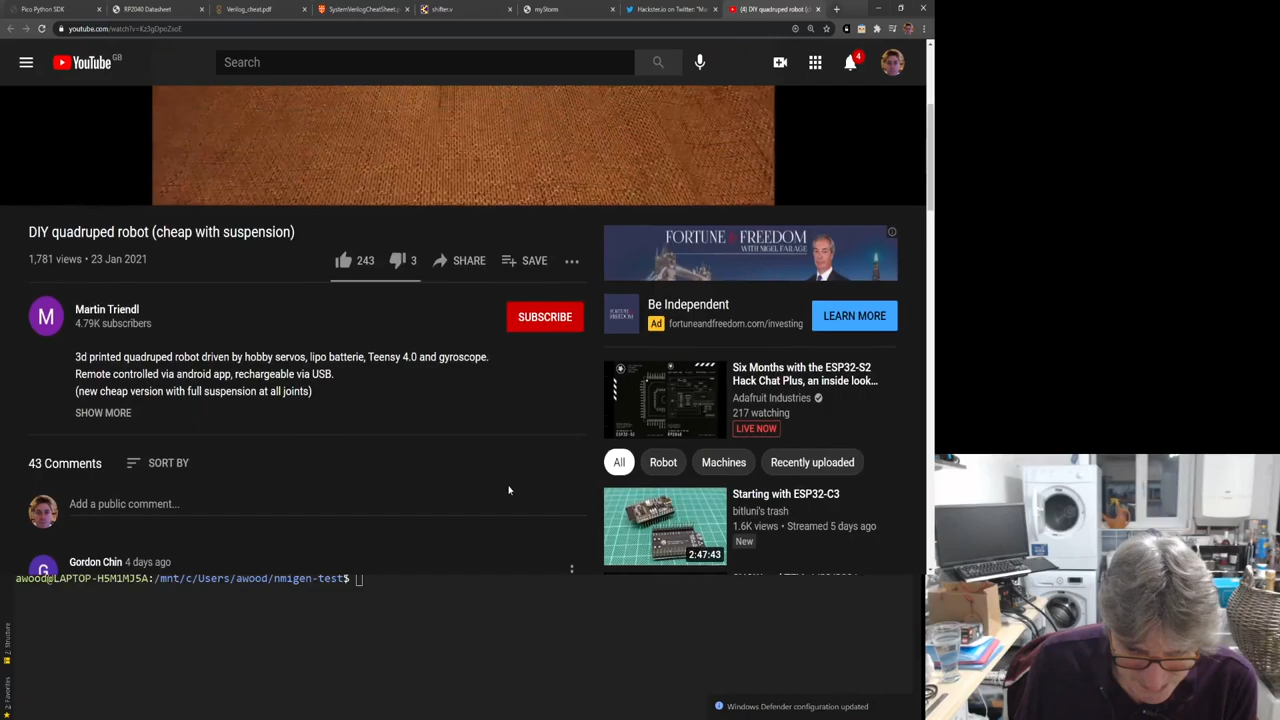 Pico Python SDK
RP2040 Datasheet
Verilog_cheat.pdf
SystemVerilogCheatSheet.p
shifter.v
myStorm
Hackster.io on Twitter: "Mu
(4) DIY quadruped robot (ch
youtube.com/watch?v=Kz3gDpoZsoE
YouTube GB
Search
4
DIY quadruped robot (cheap with suspension)
1,781 views • 23 Jan 2021
243
3
SHARE
SAVE
M
Martin Triendl
4.79K subscribers
SUBSCRIBE
3d printed quadruped robot driven by hobby servos, lipo batterie, Teensy 4.0 and gyroscope.
Remote controlled via android app, rechargeable via USB.
(new cheap version with full suspension at all joints)
SHOW MORE
43 Comments
SORT BY
Add a public comment...
G
Gordon Chin 4 days ago
FORTUNE & FREEDOM
WITH NIGEL FARAGE
Be Independent
Ad fortuneandfreedom.com/investing
LEARN MORE
Six Months with the ESP32-S2
Hack Chat Plus, an inside look...
Adafruit Industries
217 watching
LIVE NOW
All
Robot
Machines
Recently uploaded
Starting with ESP32-C3
bitluni's trash
1.6K views • Streamed 5 days ago
New
2:47:43
awood@LAPTOP-H5M1MJ5A:/mnt/c/Users/awood/nmigen-test$
Z: Structure
2: Favorites
Windows Defender configuration updated